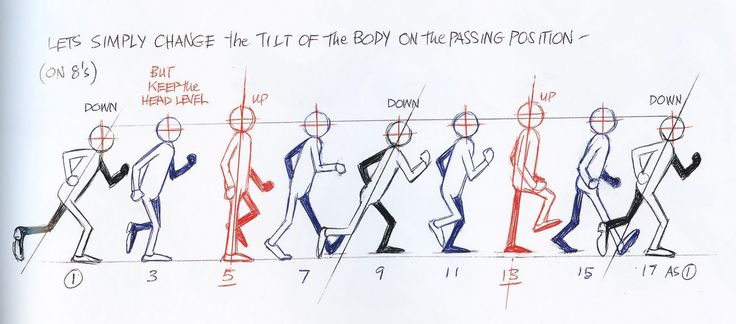 LETS SIMPLY CHANGE the TILT OF the BODY ON the PASSING POSITION -
(ON 8's)
BUT
KEEP the
HEAD LEVEL
DOWN
UP
DOWN
UP
DOWN
1
3
5
7
9
11
13
15
17 AS 1